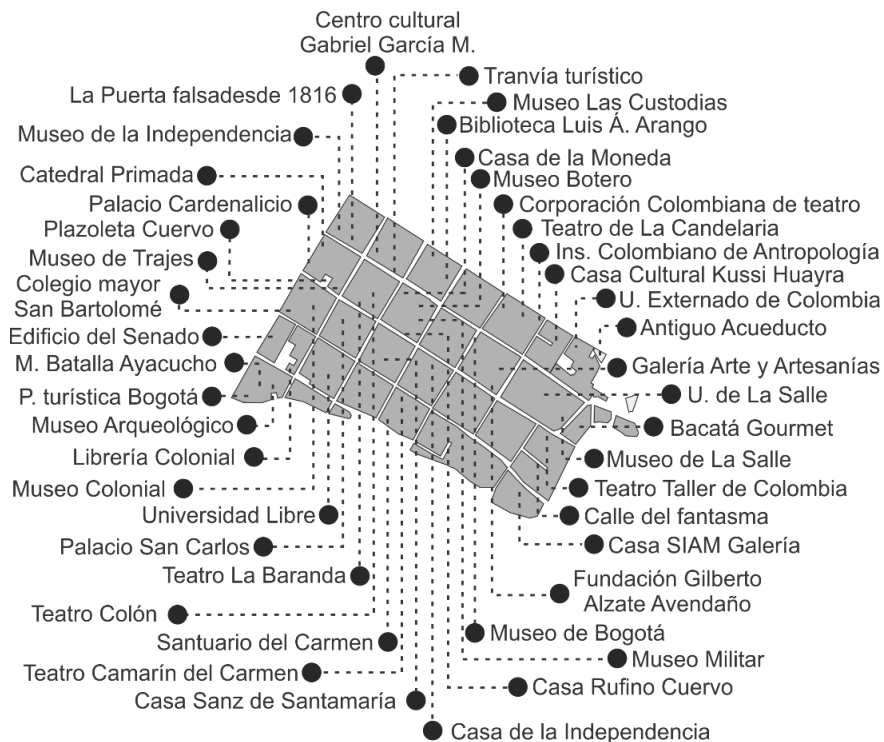 Centro cultural
Gabriel García M.
Tranvía turístico
La Puerta falsadesde 1816
Museo Las Custodias
Biblioteca Luis Á. Arango
Museo de la Independencia
Casa de la Moneda
Catedral Primada
Museo Botero
Palacio Cardenalicio
Corporación Colombiana de teatro
Plazoleta Cuervo
Teatro de La Candelaria
Museo de Trajes
Ins. Colombiano de Antropología
Colegio mayor
San Bartolomé
Casa Cultural Kussi Huayra
U. Externado de Colombia
Edificio del Senado
Antiguo Acueducto
M. Batalla Ayacucho
Galería Arte y Artesanías
P. turística Bogotá
U. de La Salle
Museo Arqueológico
Bacatá Gourmet
Librería Colonial
Museo de La Salle
Museo Colonial
Teatro Taller de Colombia
Universidad Libre
Calle del fantasma
Palacio San Carlos
Casa SIAM Galería
Teatro La Baranda
Fundación Gilberto
Alzate Avendaño
Teatro Colón
Santuario del Carmen
Museo de Bogotá
Teatro Camarín del Carmen
Museo Militar
Casa Sanz de Santamaría
Casa Rufino Cuervo
Casa de la Independencia